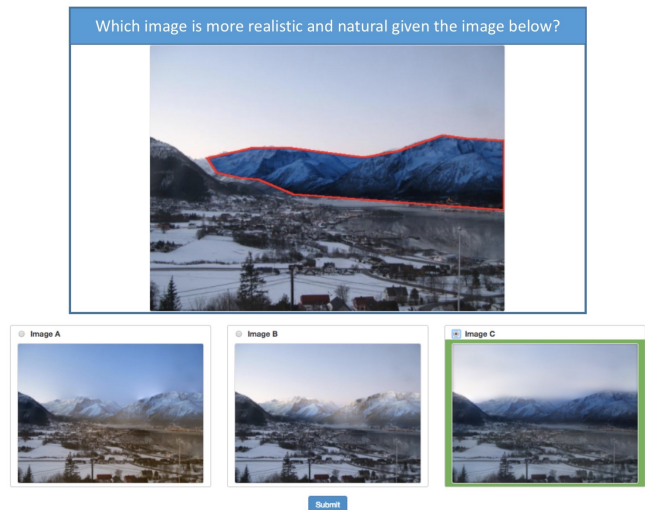 Which image is more realistic and natural given the image below?
Image A
Image B
Image C
Submit